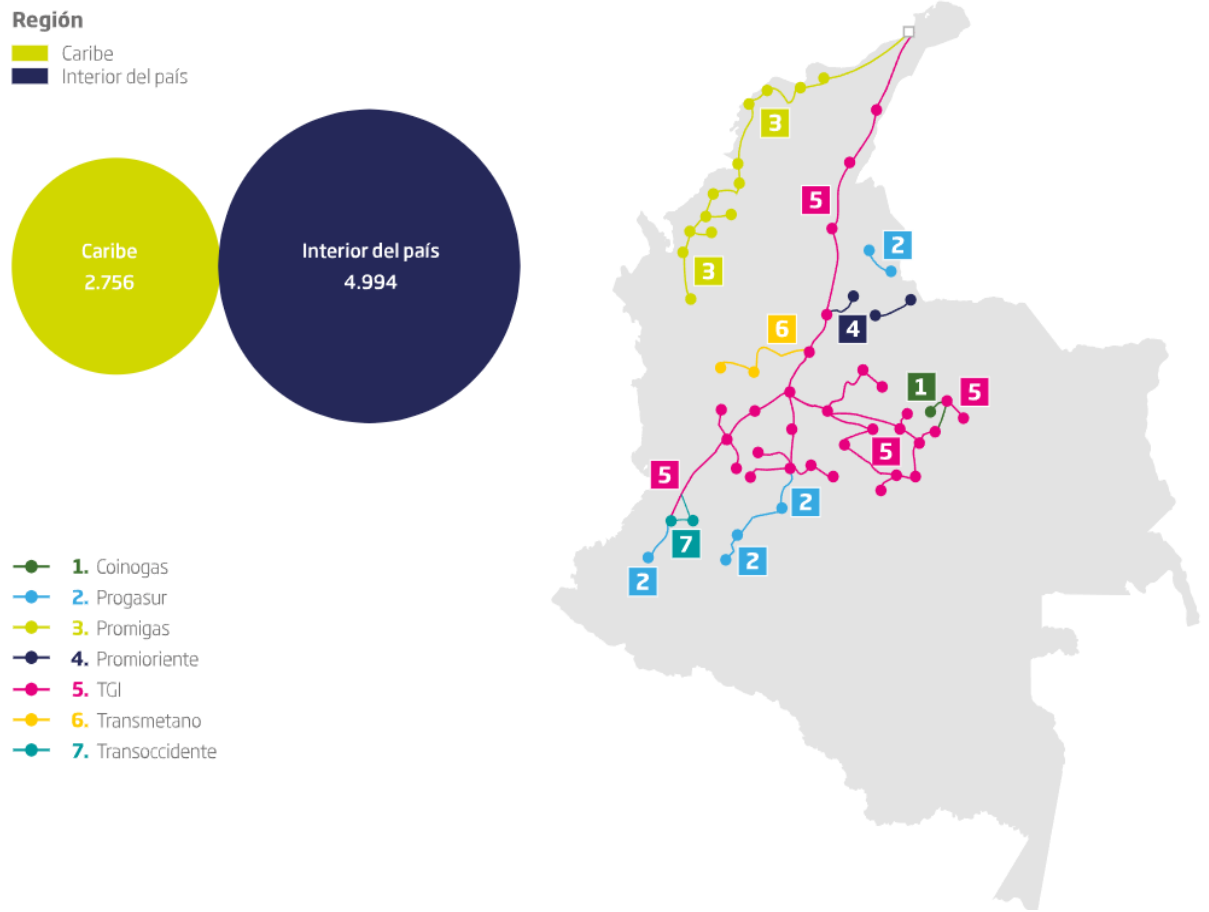 Región
Caribe
Interior del país
Caribe
2.756
Interior del país
4.994
1. Coinogas
2. Progasur
3. Promigas
4. Promioriente
5. TGI
6. Transmetano
7. Transoccidente
3
5
2
3
4
6
1
5
5
5
2
7
2
2